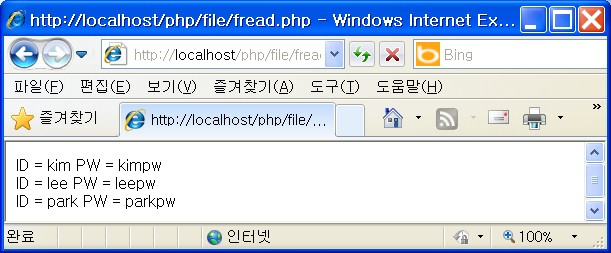 http://localhost/php/file/fread.php - Windows Internet Ex...
http://localhost/php/file/frea
Bing
파일(F) 편집(E) 보기(V) 즐겨찾기(A) 도구(T) 도움말(H)
즐겨찾기 http://localhost/php/file/... »
ID = kim PW = kimpw
ID = lee PW = leepw
ID = park PW = parkpw
완료 인터넷 100%